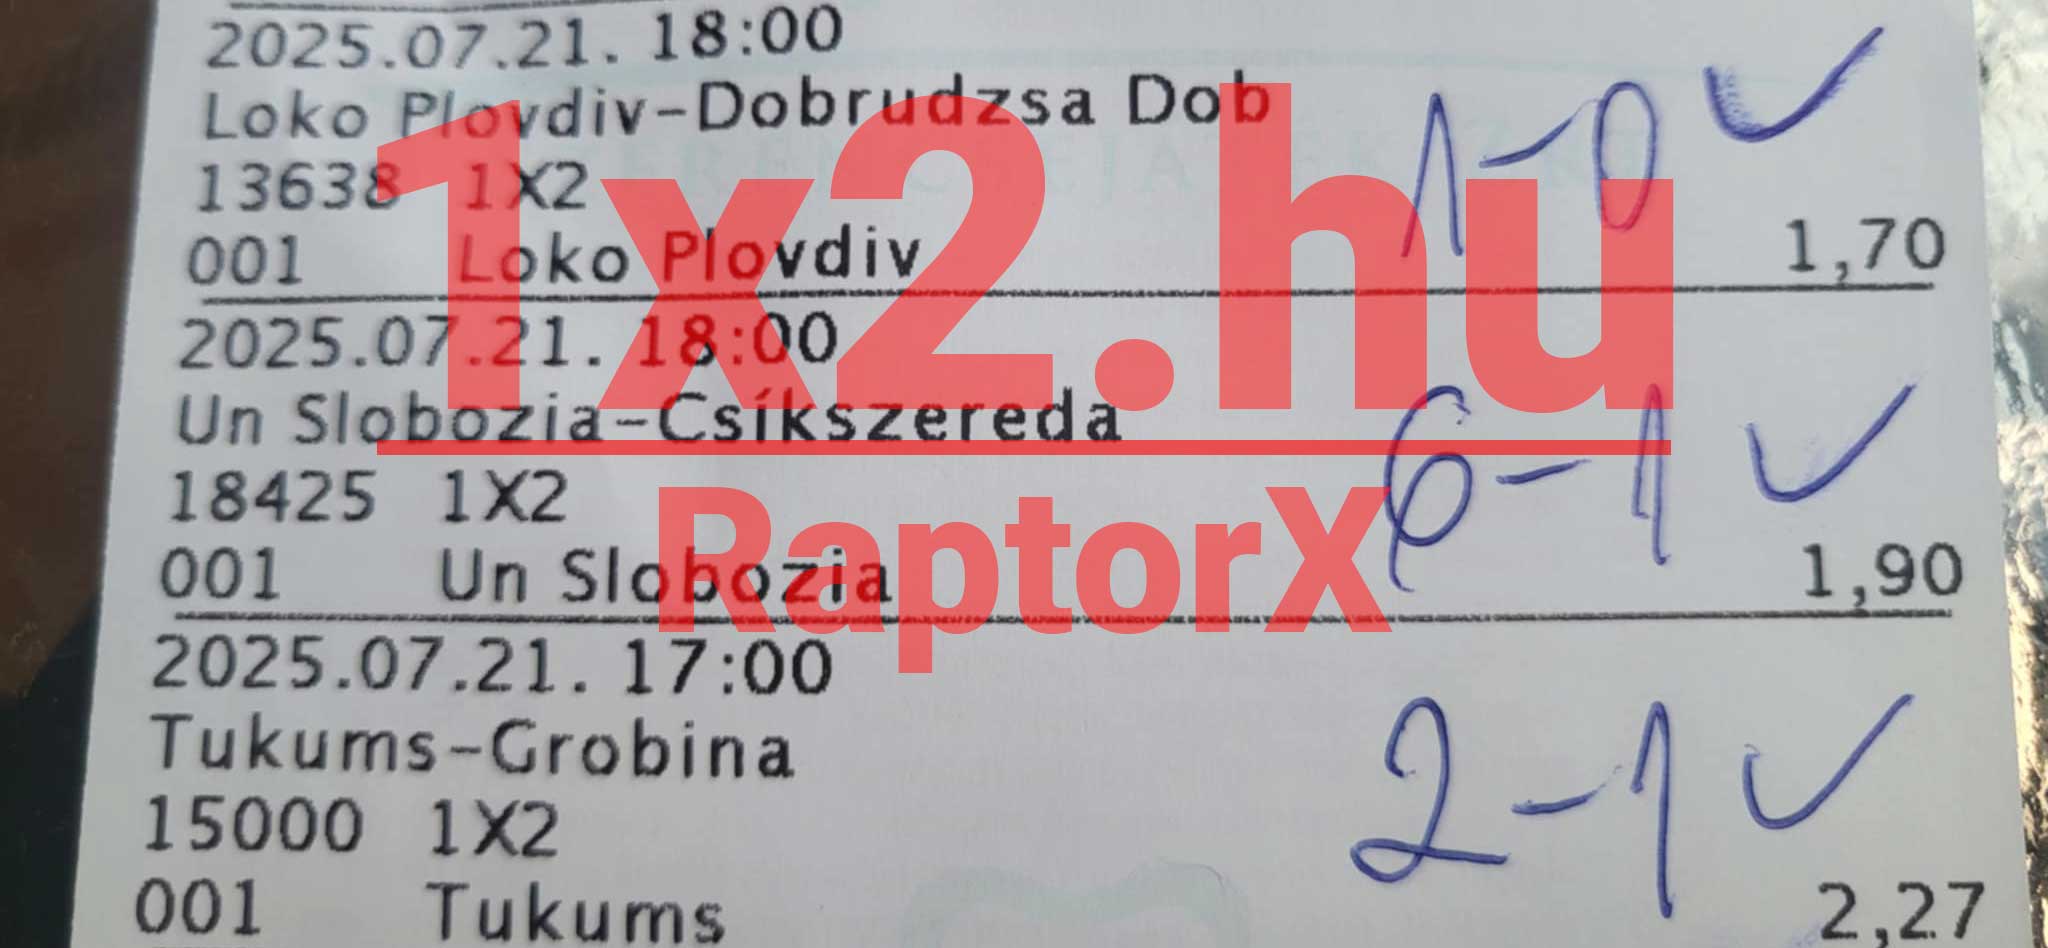 2025.07.21. 18:00
Loko Plovdiv-Dobrudzsa Dob
13638 1X2
1-0 ✓
001 Loko Plovdiv 1,70
2025.07.21. 18:00
Un Slobozia-Csíkszereda
18425 1X2
6-1 ✓
001 Un Slobozia 1,90
2025.07.21. 17:00
Tukums-Grobina
15000 1X2
2-1 ✓
001 Tukums 2,27
1x2.hu
RaptorX